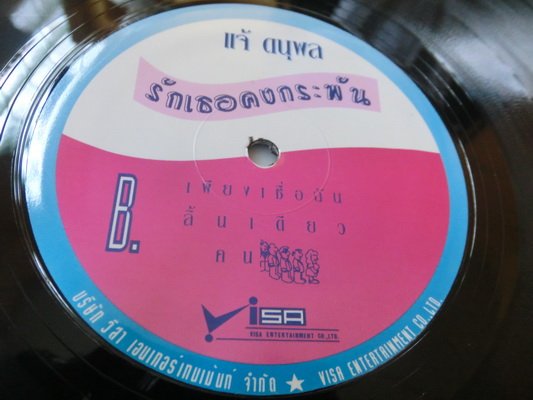 แจ้ ดนุพล
รักเธอคงกระพัน
B.
เพียงเชื่อฉัน
ลิ้นเดียว
คน
VISA
VISA ENTERTAINMENT CO.,LTD.
บริษัท วีซ่า เอนเทอร์เทนเม้นท์ จำกัด ★ VISA ENTERTAINMENT CO.,LTD.